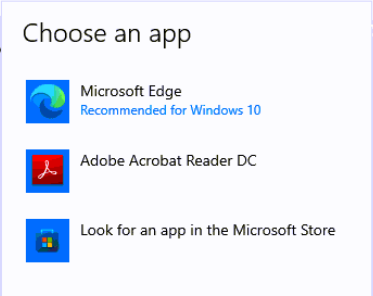 Choose an app
Microsoft Edge
Recommended for Windows 10
Adobe Acrobat Reader DC
Look for an app in the Microsoft Store